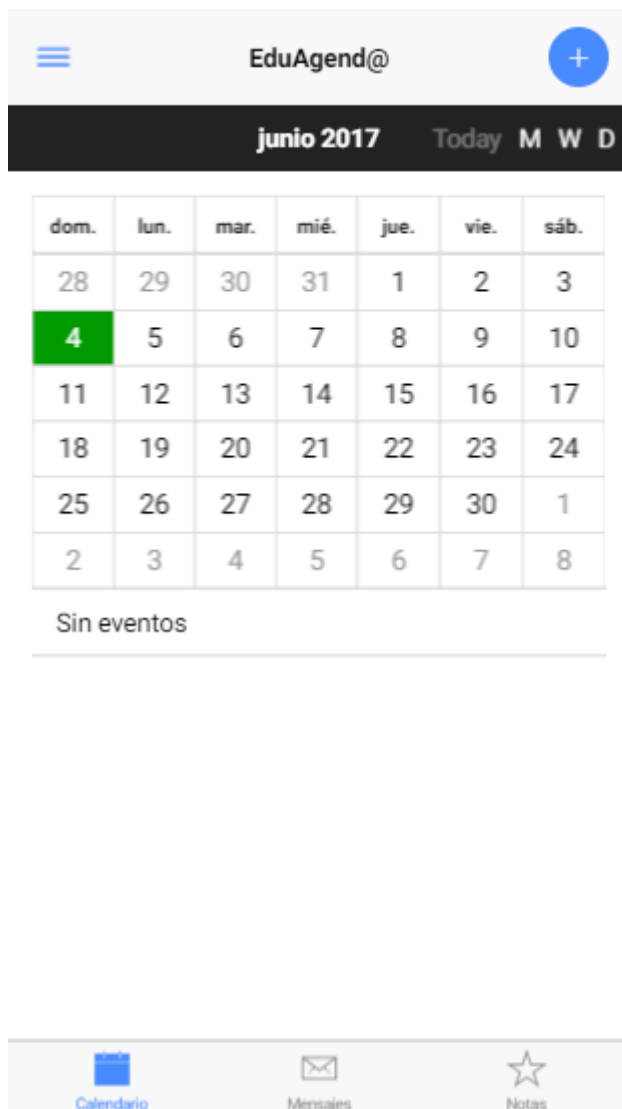 EduAgend@
+
junio 2017 Today M W D
dom. lun. mar. mié. jue. vie. sáb.
28 29 30 31 1 2 3
4 5 6 7 8 9 10
11 12 13 14 15 16 17
18 19 20 21 22 23 24
25 26 27 28 29 30 1
2 3 4 5 6 7 8
Sin eventos
Calendario Mensajes Notas